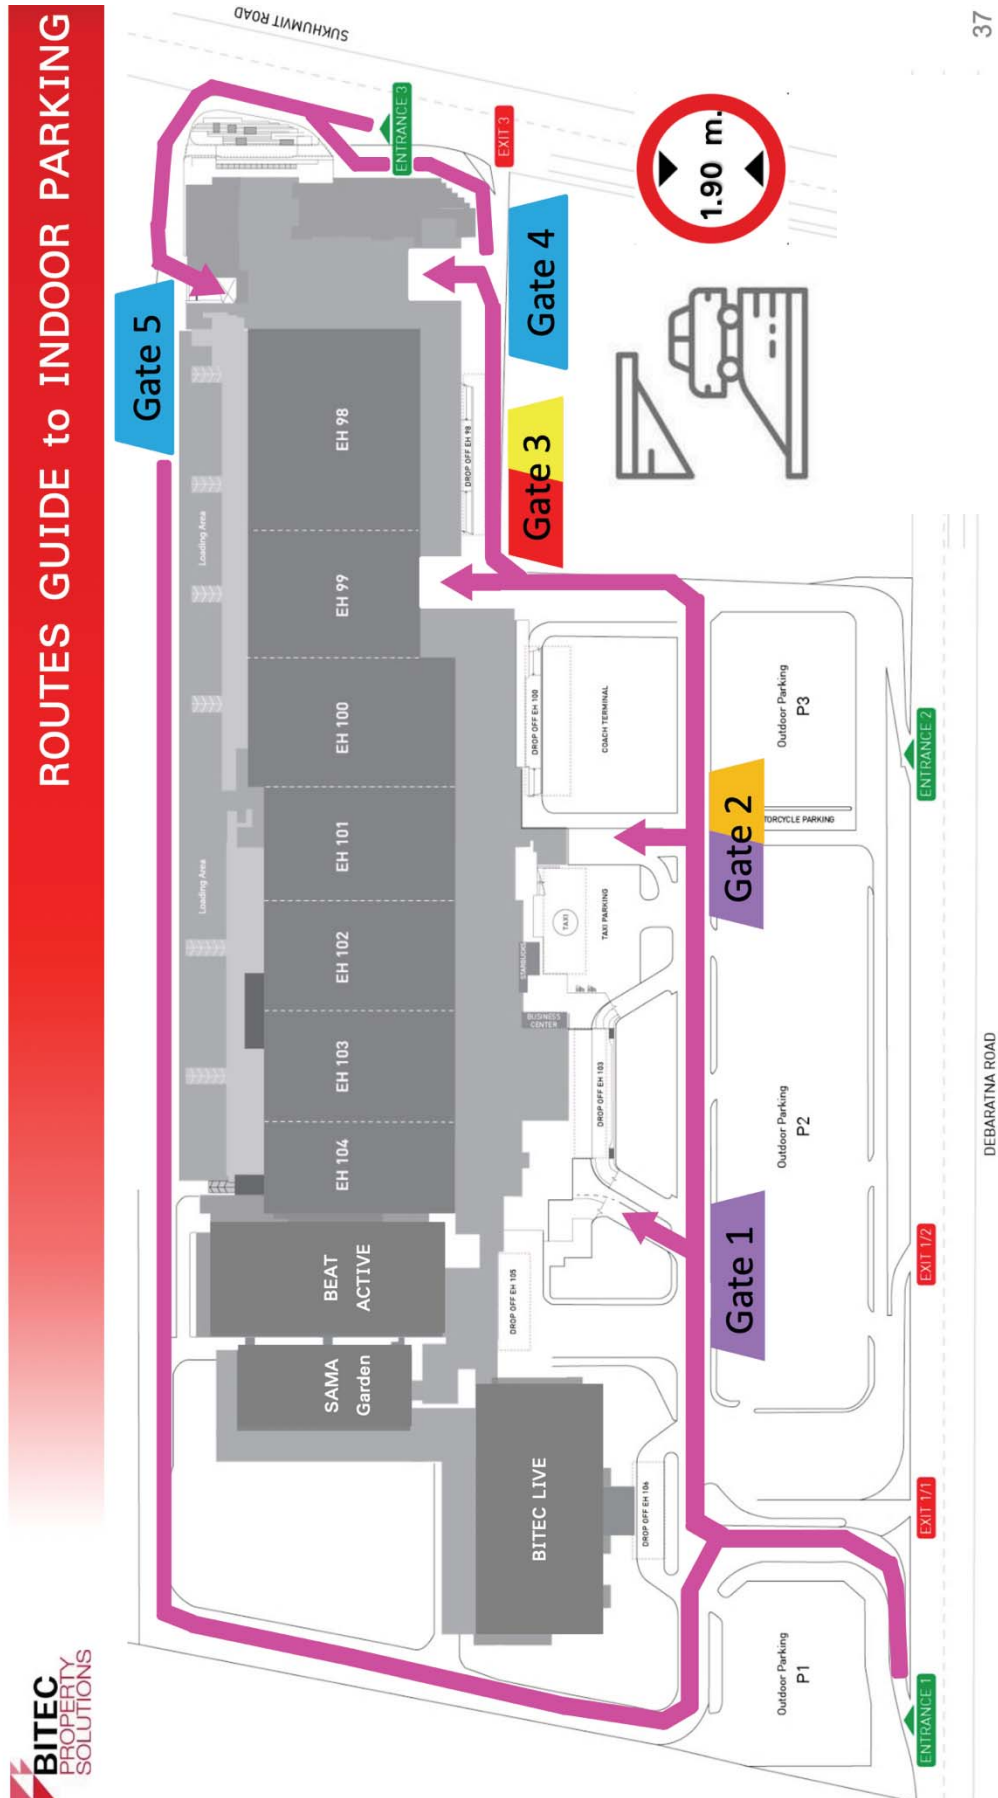 BITEC
PROPERTY
SOLUTIONS
ROUTES GUIDE to INDOOR PARKING
SUKHUMVIT ROAD
Gate 5
ENTRANCE 3
EXIT 3
Loading Area
Loading Area
SAMA
Garden
BEAT
ACTIVE
EH 104
EH 103
EH 102
EH 101
EH 100
EH 99
EH 98
BITEC LIVE
DROP OFF EH 106
DROP OFF EH 105
DROP OFF EH 103
BUSINESS
CENTER
STARBUCKS
TAXI
TAXI PARKING
DROP OFF EH 100
COACH TERMINAL
DROP OFF EH 98
Gate 3
Gate 4
1.90 m.
Gate 1
Gate 2
Outdoor Parking
P1
Outdoor Parking
P2
TORCYCLE PARKING
Outdoor Parking
P3
ENTRANCE 1
EXIT 1/1
EXIT 1/2
ENTRANCE 2
DEBARATNA ROAD
37